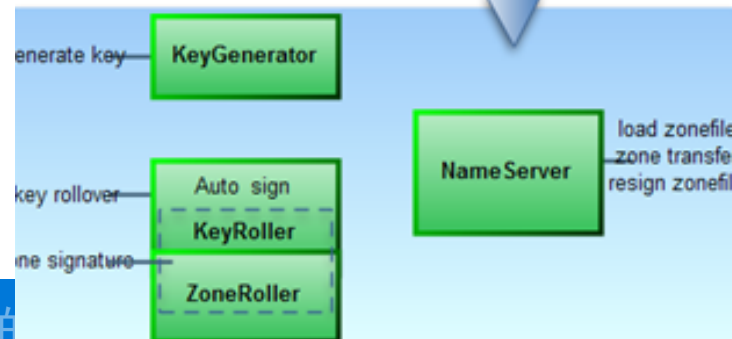 enerate key
KeyGenerator
load zonefile
zone transfe
NameServer
resign zonefil
key rollover
Auto sign
KeyRoller
ne signature
ZoneRoller